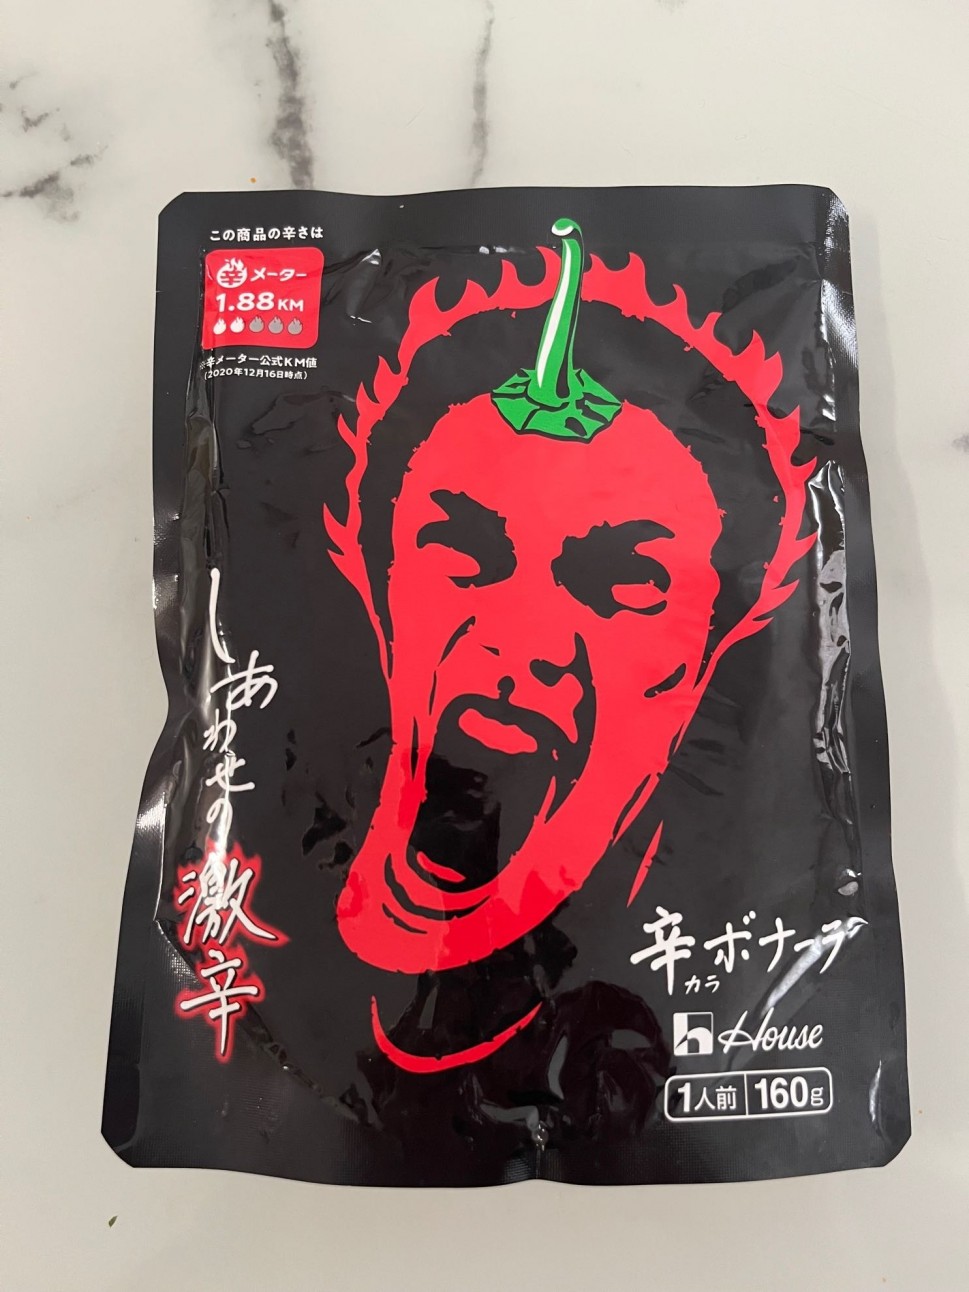 この商品の辛さは
辛メーター
1.88KM
※辛メーター公式KM値
(2020年12月16日時点)
しあわせの激辛
辛ボナーラ
カラ
h House
1人前 160g